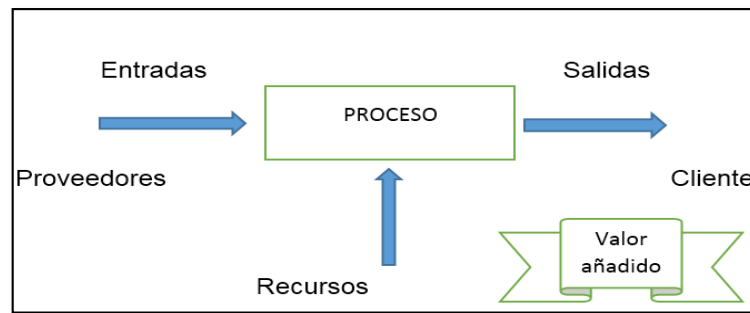 Entradas
Salidas
PROCESO
Proveedores
Cliente
Valor
añadido
Recursos